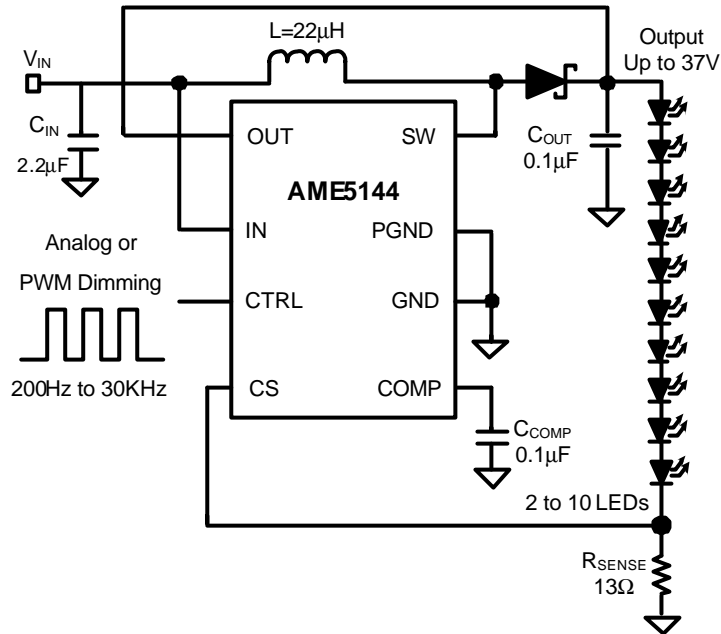 L=22μH
Output
Up to 37V
V_IN
C_IN
2.2μF
OUT
SW
C_OUT
0.1μF
AME5144
Analog or
PWM Dimming
IN
PGND
CTRL
GND
200Hz to 30KHz
CS
COMP
C_COMP
0.1μF
2 to 10 LEDs
R_SENSE
13Ω